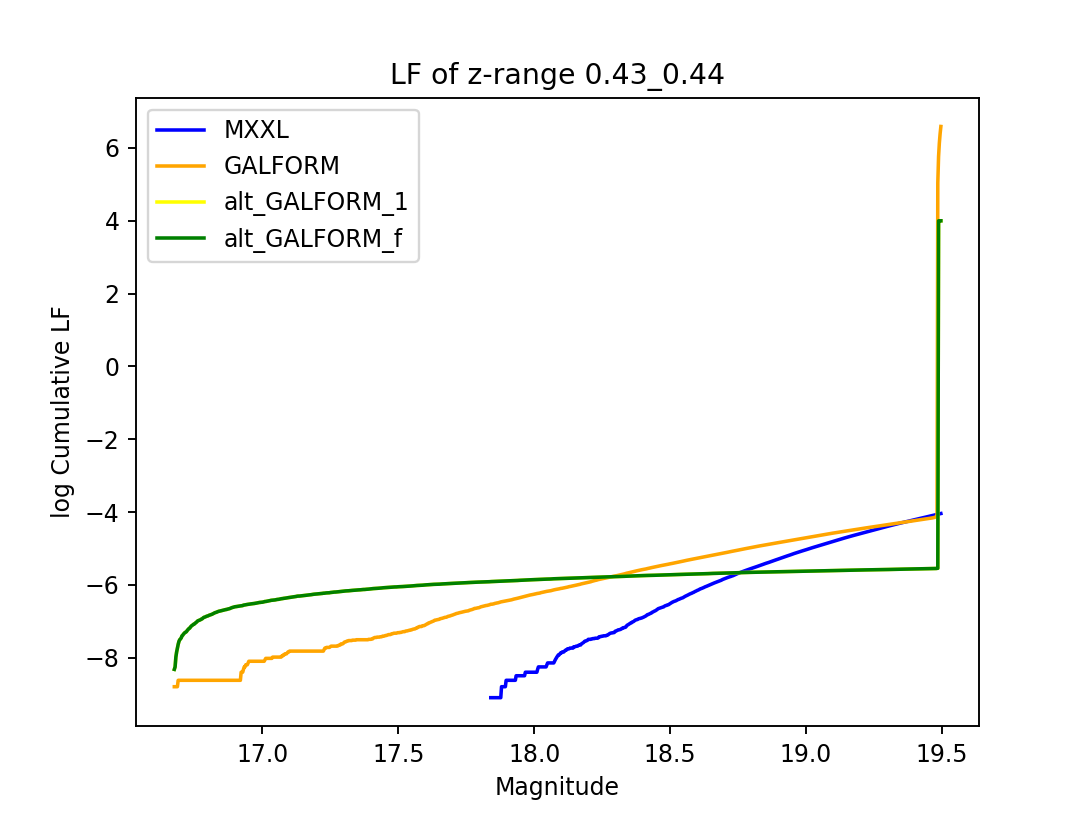 LF of z-range 0.43_0.44
MXXL
GALFORM
alt_GALFORM_1
alt_GALFORM_f
log Cumulative LF
6
4
2
0
−2
−4
−6
−8
17.0 17.5 18.0 18.5 19.0 19.5
Magnitude